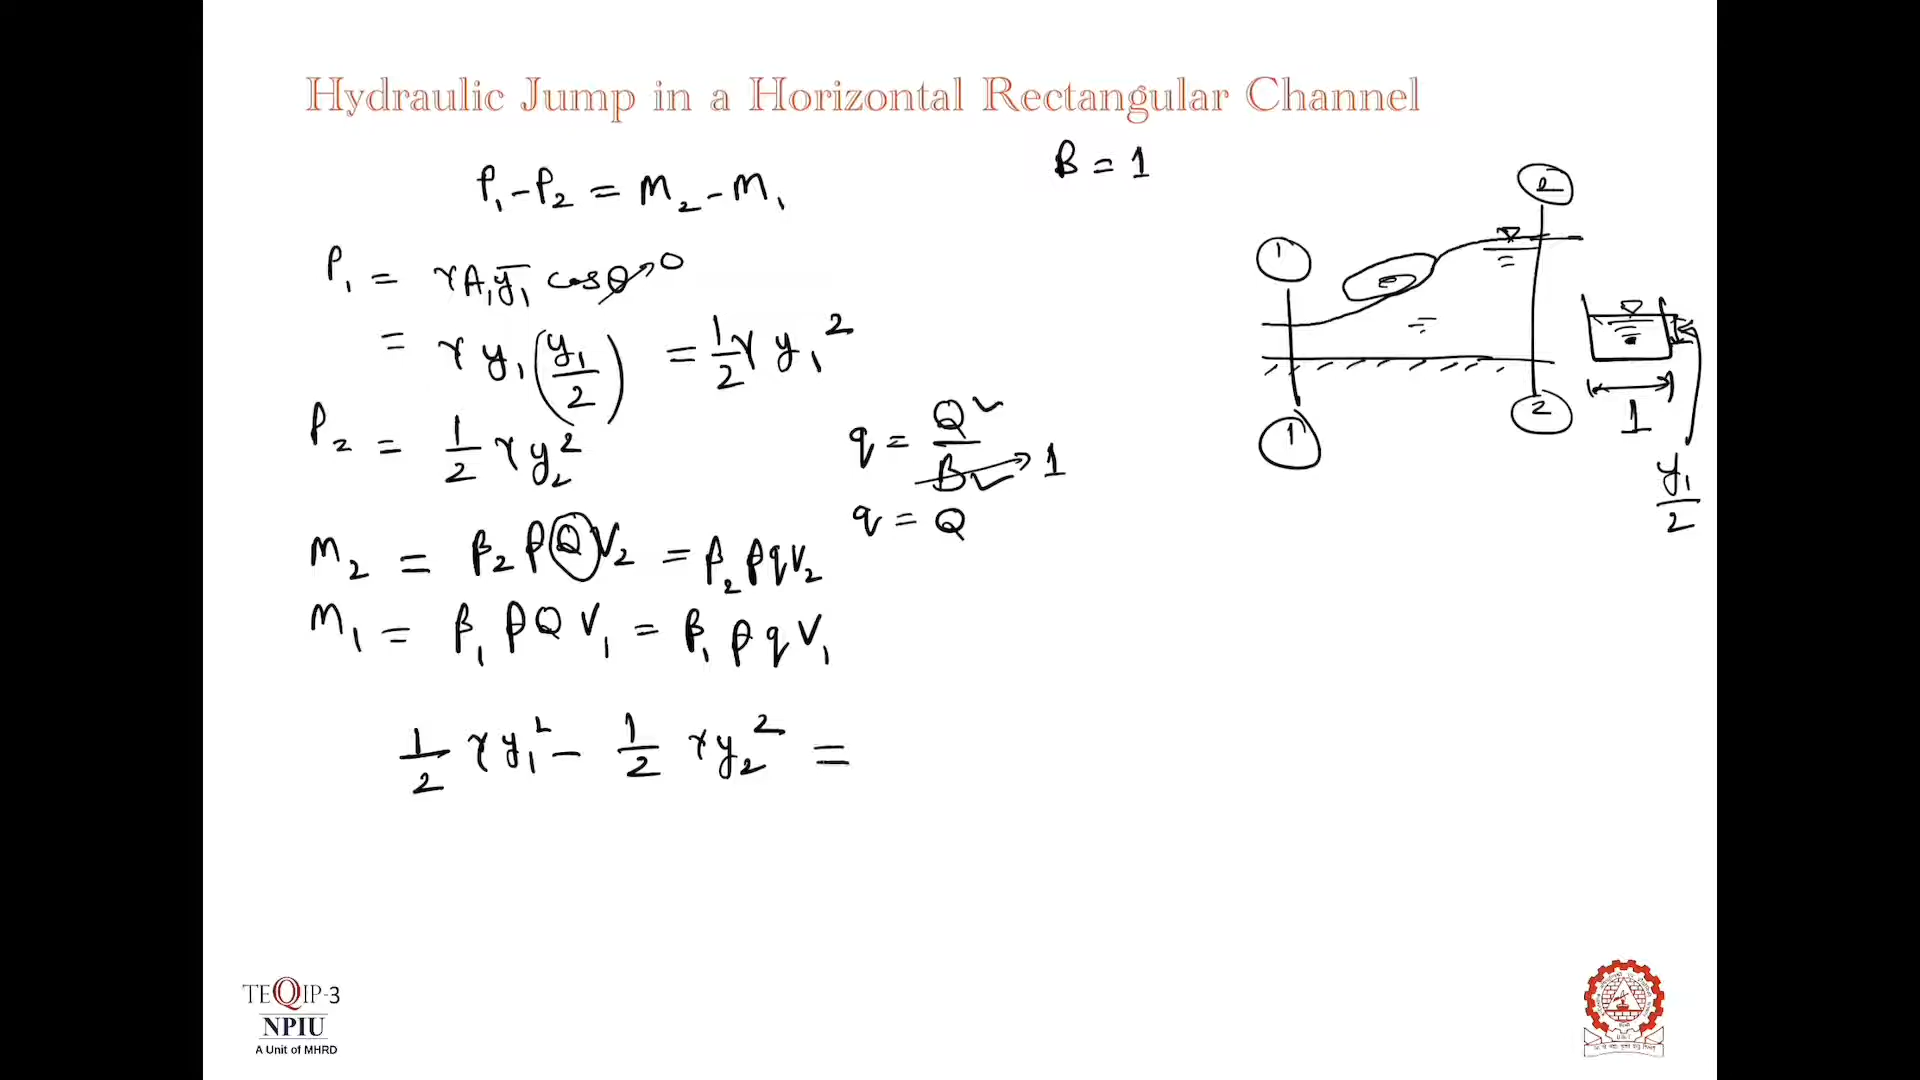 Hydraulic Jump in a Horizontal Rectangular Channel
P₁ - P₂ = M₂ - M₁
B = 1
P₁ = γA₁y̅₁ cosθ → 0
= γ y₁ (y₁/2) = 1/2 γ y₁²
P₂ = 1/2 γ y₂²
q = Q/B → 1
q = Q
M₂ = β₂ ρ Q V₂ = β₂ ρ q V₂
M₁ = β₁ ρ Q V₁ = β₁ ρ q V₁
1/2 γ y₁² - 1/2 γ y₂² =
1
2
1
2
1
y₁/2
TEQIP-3
NPIU
A Unit of MHRD